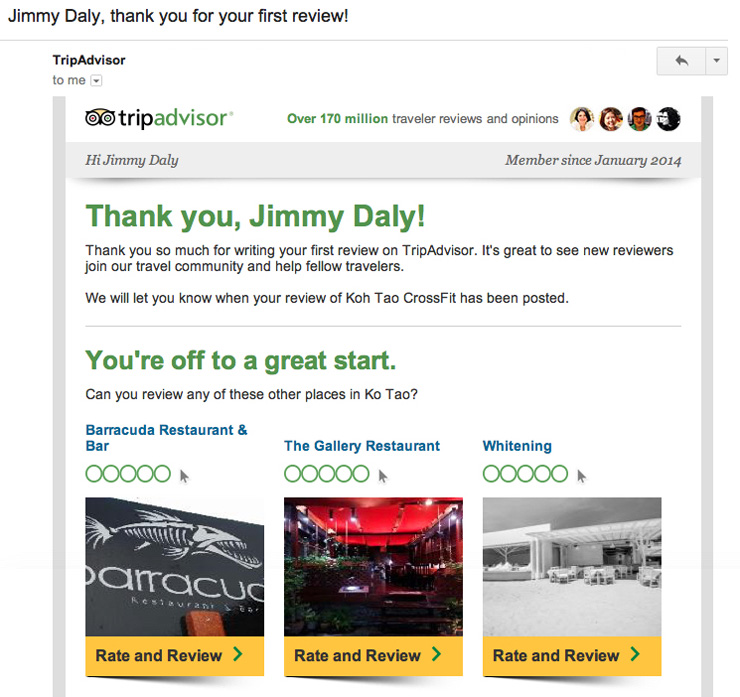 Jimmy Daly, thank you for your first review!
TripAdvisor
to me
tripadvisor®
Over 170 million traveler reviews and opinions
Hi Jimmy Daly
Member since January 2014
Thank you, Jimmy Daly!
Thank you so much for writing your first review on TripAdvisor. It's great to see new reviewers
join our travel community and help fellow travelers.
We will let you know when your review of Koh Tao CrossFit has been posted.
You're off to a great start.
Can you review any of these other places in Ko Tao?
Barracuda Restaurant &
Bar
The Gallery Restaurant
Whitening
barracuc
Restaurant & Bar
Rate and Review
Rate and Review
Rate and Review